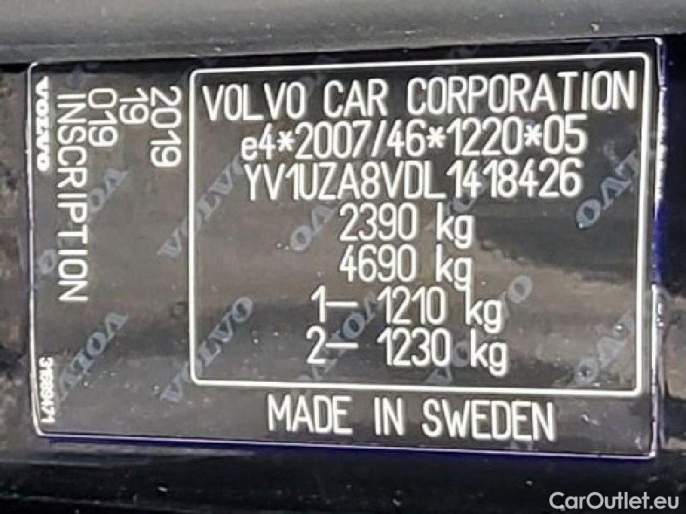 VOLVO CAR CORPORATION
e4*2007/46*1220*05
YV1UZA8VDL1418426
2390 kg
4690 kg
1– 1210 kg
2– 1230 kg
MADE IN SWEDEN
2019
19
019
INSCRIPTION
VOLVO
31689471
CarOutlet.eu